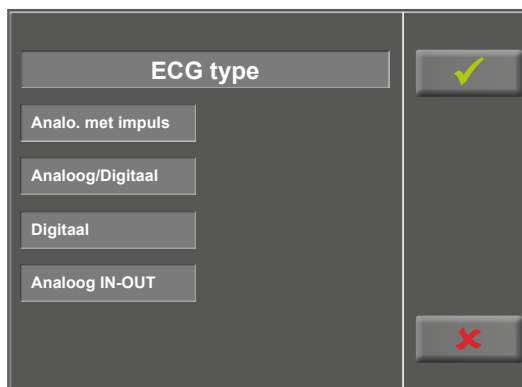 ECG type
Analo. met impuls
Analoog/Digitaal
Digitaal
Analoog IN-OUT